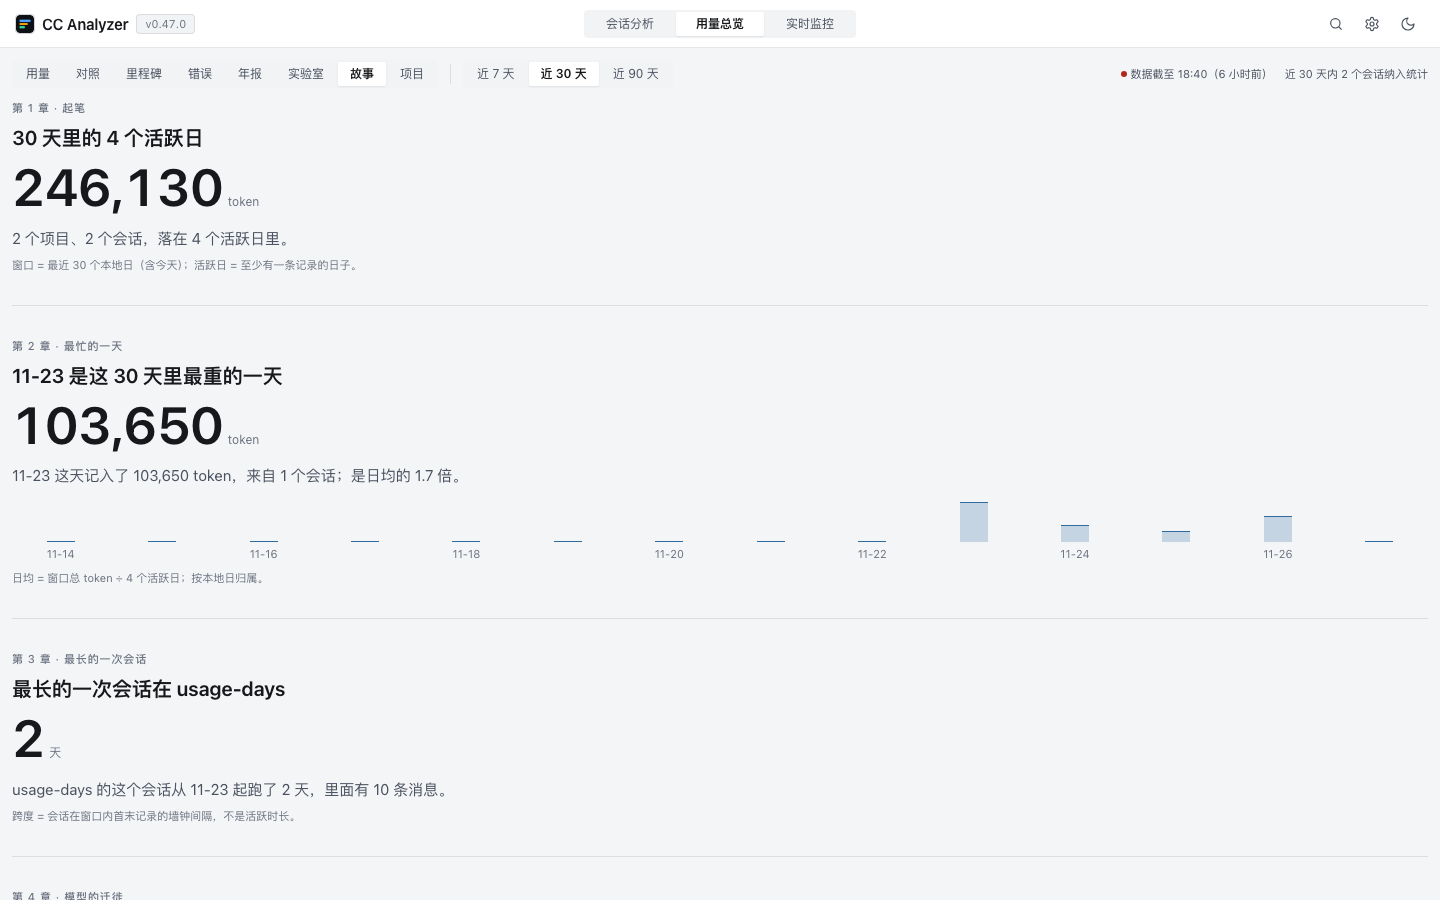 CC Analyzer v0.47.0
会话分析 用量总览 实时监控
用量 对照 里程碑 错误 年报 实验室 故事 项目 近 7 天 近 30 天 近 90 天
数据截至 18:40（6 小时前） 近 30 天内 2 个会话纳入统计
第 1 章 · 起笔
30 天里的 4 个活跃日
246,130 token
2 个项目、2 个会话，落在 4 个活跃日里。
窗口 = 最近 30 个本地日（含今天）；活跃日 = 至少有一条记录的日子。
第 2 章 · 最忙的一天
11-23 是这 30 天里最重的一天
103,650 token
11-23 这天记入了 103,650 token，来自 1 个会话；是日均的 1.7 倍。
11-14 11-16 11-18 11-20 11-22 11-24 11-26
日均 = 窗口总 token ÷ 4 个活跃日；按本地日归属。
第 3 章 · 最长的一次会话
最长的一次会话在 usage-days
2 天
usage-days 的这个会话从 11-23 起跑了 2 天，里面有 10 条消息。
跨度 = 会话在窗口内首末记录的墙钟间隔，不是活跃时长。
第 4 章 · 模型的迁徙